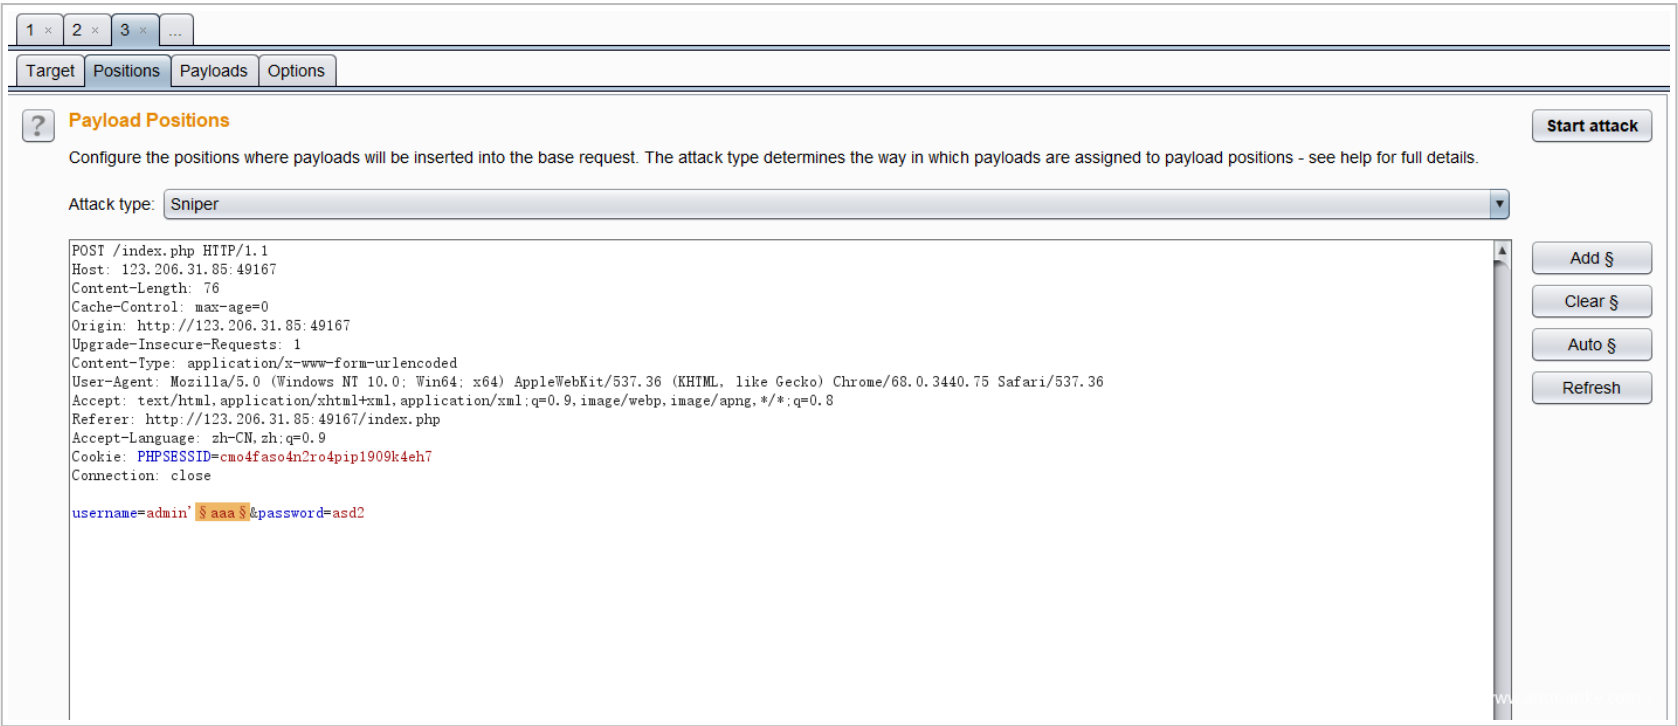 1 × 2 × 3 × ...
Target Positions Payloads Options
? Payload Positions
Start attack
Configure the positions where payloads will be inserted into the base request. The attack type determines the way in which payloads are assigned to payload positions - see help for full details.
Attack type: Sniper
POST /index.php HTTP/1.1
Host: 123.206.31.85:49167
Content-Length: 76
Cache-Control: max-age=0
Origin: http://123.206.31.85:49167
Upgrade-Insecure-Requests: 1
Content-Type: application/x-www-form-urlencoded
User-Agent: Mozilla/5.0 (Windows NT 10.0; Win64; x64) AppleWebKit/537.36 (KHTML, like Gecko) Chrome/68.0.3440.75 Safari/537.36
Accept: text/html,application/xhtml+xml,application/xml;q=0.9,image/webp,image/apng,*/*;q=0.8
Referer: http://123.206.31.85:49167/index.php
Accept-Language: zh-CN,zh;q=0.9
Cookie: PHPSESSID=cmo4faso4n2ro4pip1909k4eh7
Connection: close
username=admin'§aaa§&password=asd2
Add §
Clear §
Auto §
Refresh